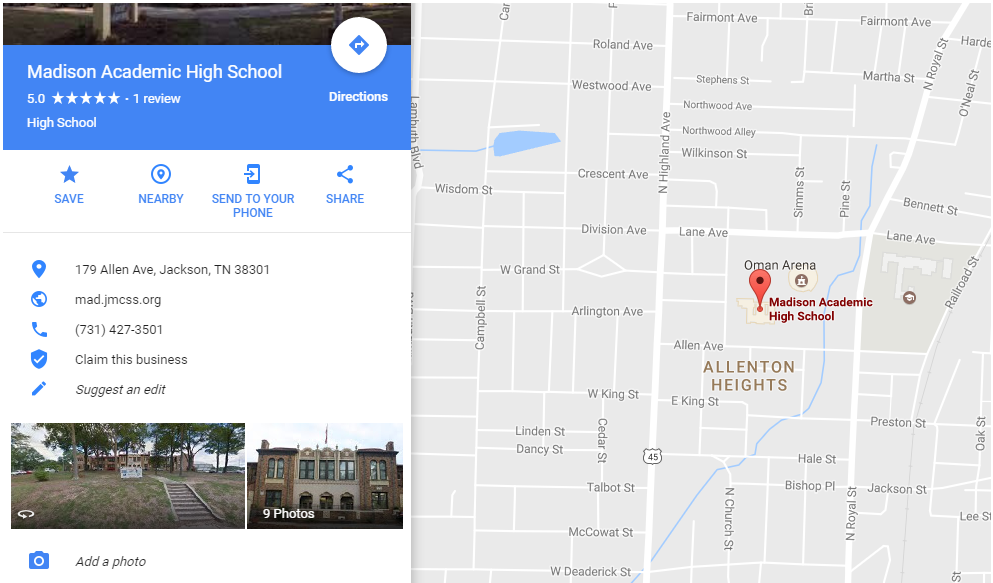 Madison Academic High School
5.0 ★★★★★ · 1 review
High School
Directions
SAVE
NEARBY
SEND TO YOUR
PHONE
SHARE
179 Allen Ave, Jackson, TN 38301
mad.jmcss.org
(731) 427-3501
Claim this business
Suggest an edit
9 Photos
Add a photo
Fairmont Ave
Fairmont Ave
Roland Ave
N Royal St
Martha St
Westwood Ave
Stephens St
O'Neal St
Northwood Ave
Northwood Alley
N Highland Ave
Wilkinson St
Lambuth Blvd
Crescent Ave
Wisdom St
Simms St
Pine St
Bennett St
Division Ave
Lane Ave
Lane Ave
W Grand St
Oman Arena
Railroad St
Madison Academic
High School
Arlington Ave
Campbell St
Allen Ave
ALLENTON
HEIGHTS
W King St
E King St
Preston St
Oak St
Linden St
Cedar St
Dancy St
45
Hale St
Talbot St
Bishop Pl
Jackson St
N Church St
N Royal St
Lee St
McCowat St
W Deaderick St